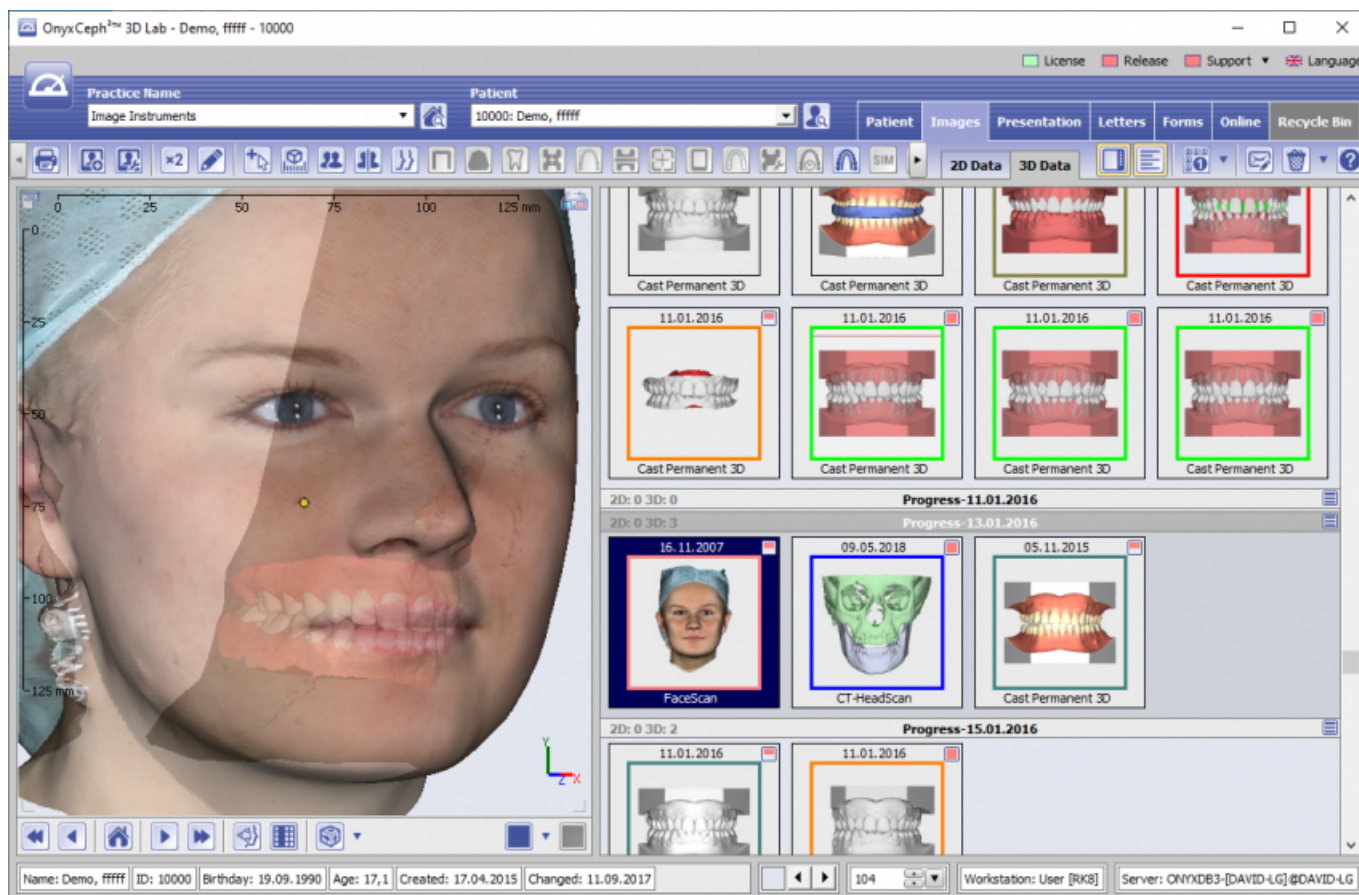 OnyxCeph³™ 3D Lab - Demo, fffff - 10000
License Release Support Language
Practice Name Patient
Image Instruments 10000: Demo, fffff
Patient Images Presentation Letters Forms Online Recycle Bin
×2 SIM 2D Data 3D Data
0 25 50 75 100 125 mm
0
25
50
75
100
125 mm
Y
Z X
Cast Permanent 3D Cast Permanent 3D Cast Permanent 3D Cast Permanent 3D
11.01.2016 11.01.2016 11.01.2016 11.01.2016
Cast Permanent 3D Cast Permanent 3D Cast Permanent 3D Cast Permanent 3D
2D: 0 3D: 0 Progress-11.01.2016
2D: 0 3D: 3 Progress-13.01.2016
16.11.2007 09.05.2018 05.11.2015
FaceScan CT-HeadScan Cast Permanent 3D
2D: 0 3D: 2 Progress-15.01.2016
11.01.2016 11.01.2016
Name: Demo, fffff ID: 10000 Birthday: 19.09.1990 Age: 17,1 Created: 17.04.2015 Changed: 11.09.2017 104 Workstation: User [RK8] Server: ONYXDB3-[DAVID-LG]@DAVID-LG